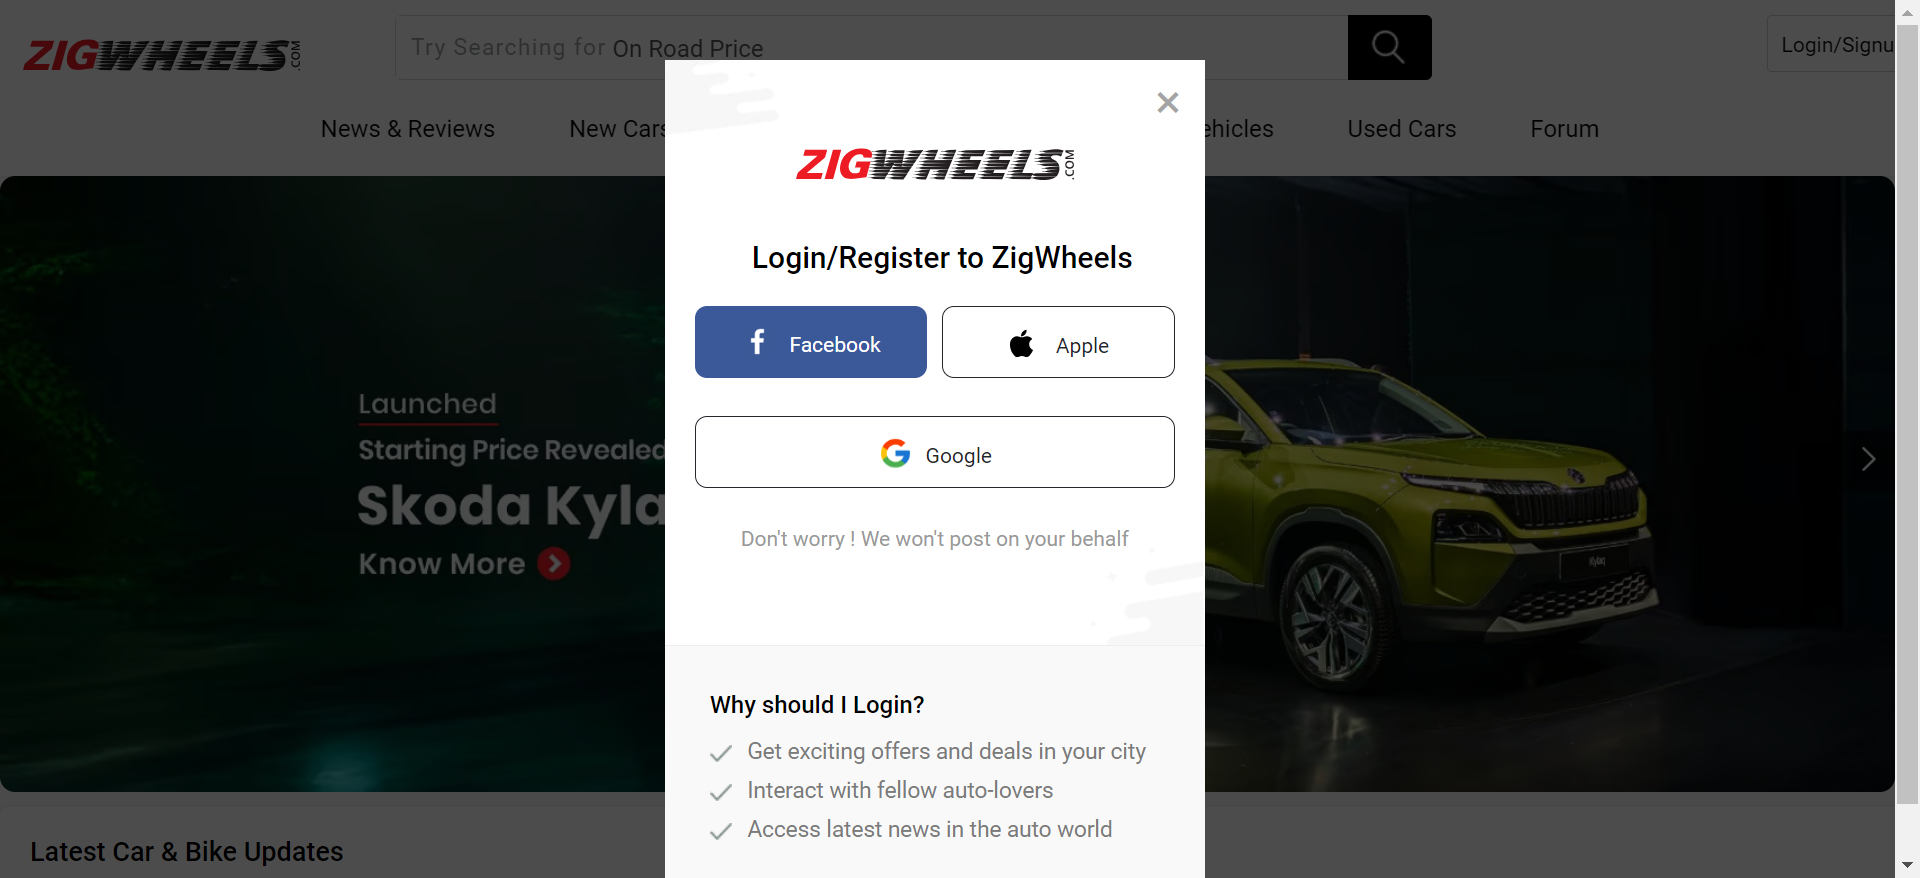 ZIGWHEELS.COM
Try Searching for On Road Price
Login/Signu
News & Reviews
New Cars
ehicles
Used Cars
Forum
ZIGWHEELS.COM
Login/Register to ZigWheels
Facebook
Apple
Google
Don't worry ! We won't post on your behalf
Launched
Starting Price Revealed
Skoda Kyla
Know More
Kylaq
Why should I Login?
Get exciting offers and deals in your city
Interact with fellow auto-lovers
Access latest news in the auto world
Latest Car & Bike Updates